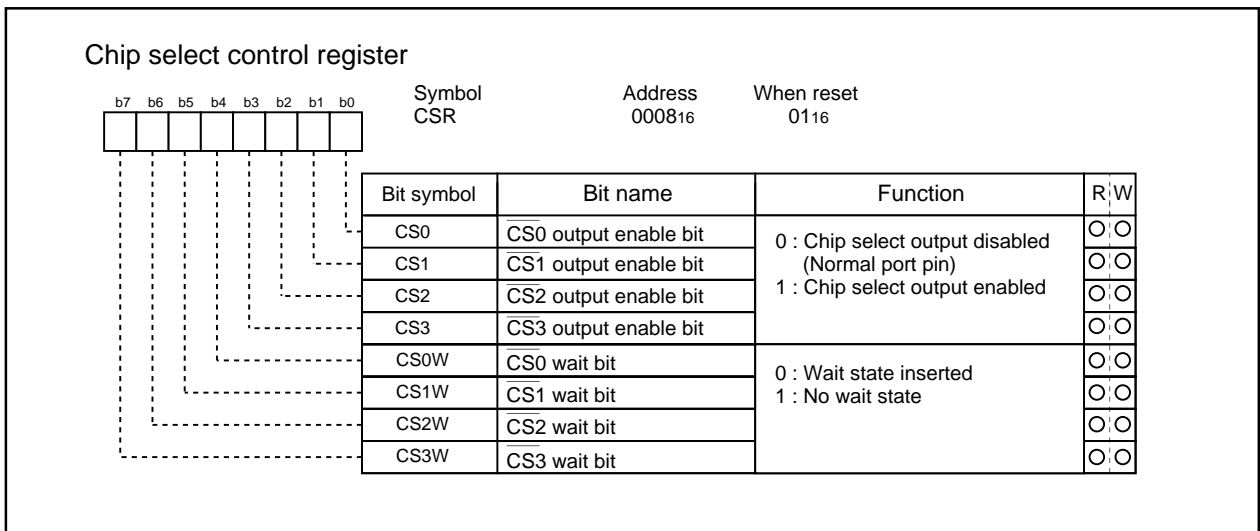 Chip select control register
b7 b6 b5 b4 b3 b2 b1 b0
Symbol Address When reset
CSR 000816 0116
Bit symbol Bit name Function R W
CS0 CS0 output enable bit
CS1 CS1 output enable bit
CS2 CS2 output enable bit
CS3 CS3 output enable bit
0 : Chip select output disabled
(Normal port pin)
1 : Chip select output enabled
CS0W CS0 wait bit
CS1W CS1 wait bit
CS2W CS2 wait bit
CS3W CS3 wait bit
0 : Wait state inserted
1 : No wait state